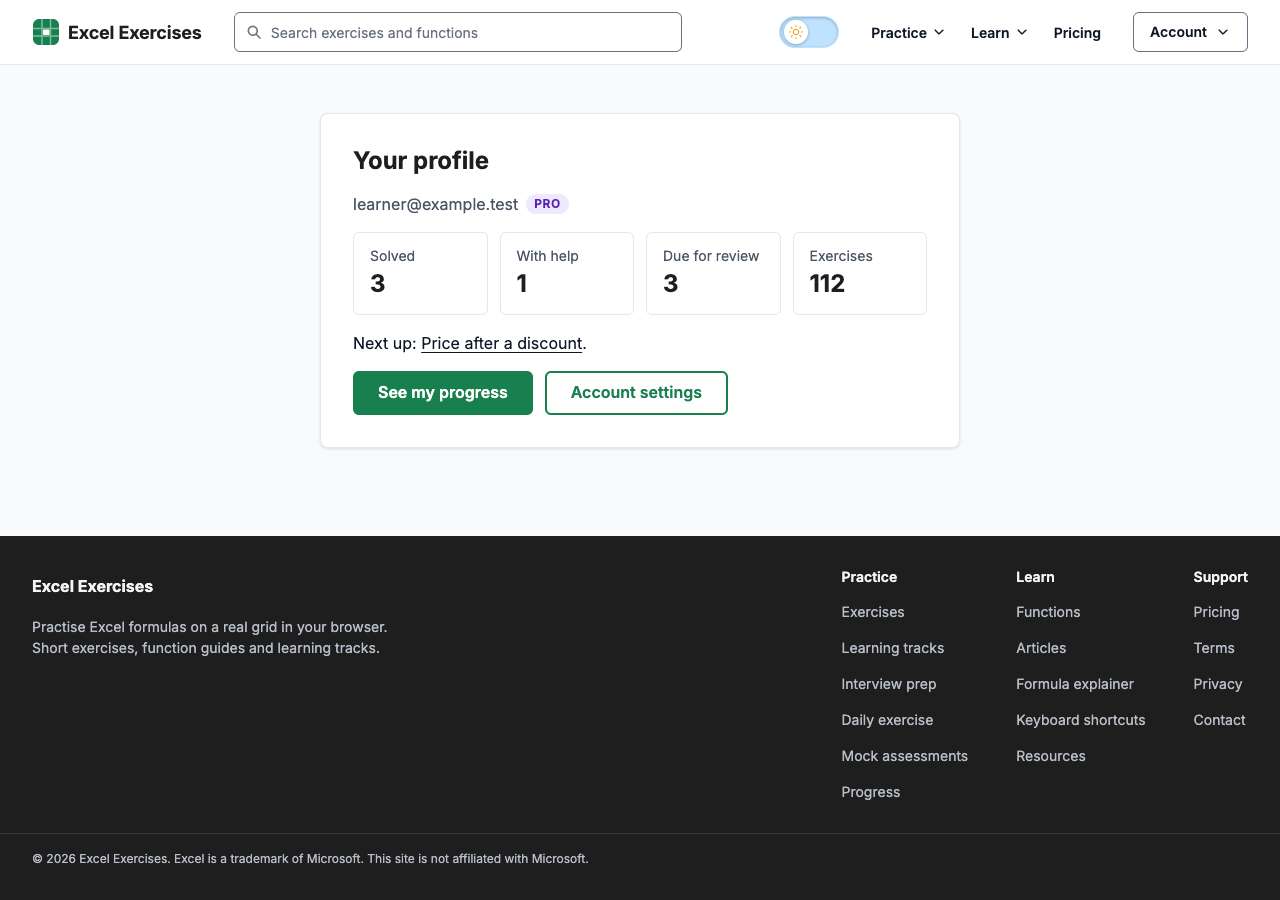 Excel Exercises
Search exercises and functions
Practice
Learn
Pricing
Account
Your profile
learner@example.test PRO
Solved
3
With help
1
Due for review
3
Exercises
112
Next up: Price after a discount.
See my progress
Account settings
Excel Exercises
Practise Excel formulas on a real grid in your browser.
Short exercises, function guides and learning tracks.
Practice
Exercises
Learning tracks
Interview prep
Daily exercise
Mock assessments
Progress
Learn
Functions
Articles
Formula explainer
Keyboard shortcuts
Resources
Support
Pricing
Terms
Privacy
Contact
© 2026 Excel Exercises. Excel is a trademark of Microsoft. This site is not affiliated with Microsoft.